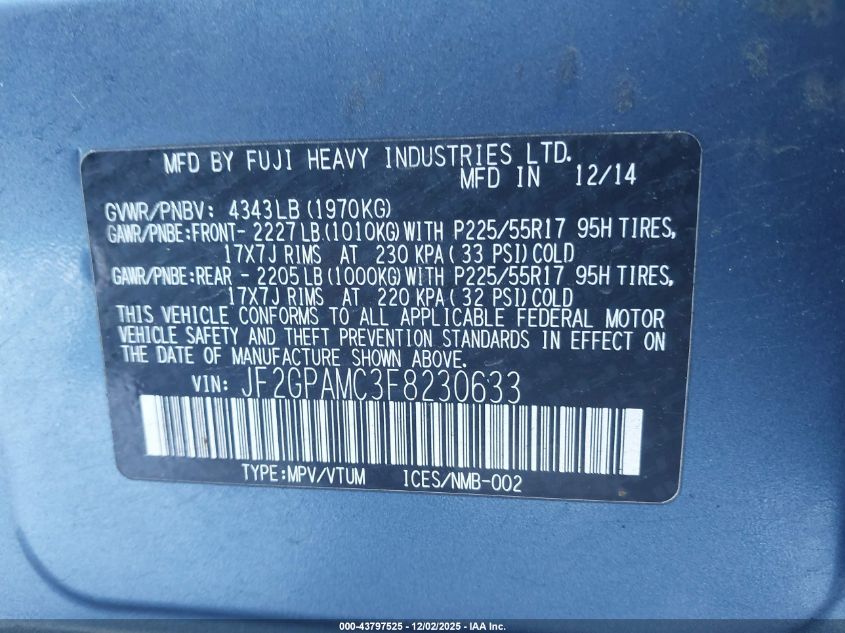 MFD BY FUJI HEAVY INDUSTRIES LTD.
MFD IN 12/14
GVWR/PNBV: 4343LB (1970KG)
GAWR/PNBE:FRONT- 2227 LB (1010KG) WITH P225/55R17 95H TIRES,
17X7J RIMS AT 230 KPA ( 33 PSI) COLD
GAWR/PNBE:REAR - 2205 LB (1000KG) WITH P225/55R17 95H TIRES,
17X7J RIMS AT 220 KPA ( 32 PSI) COLD
THIS VEHICLE CONFORMS TO ALL APPLICABLE FEDERAL MOTOR
VEHICLE SAFETY AND THEFT PREVENTION STANDARDS IN EFFECT ON
THE DATE OF MANUFACTURE SHOWN ABOVE.
VIN: JF2GPAMC3F8230633
TYPE:MPV/VTUM ICES/NMB-002
000-43797525 - 12/02/2025 - IAA Inc.